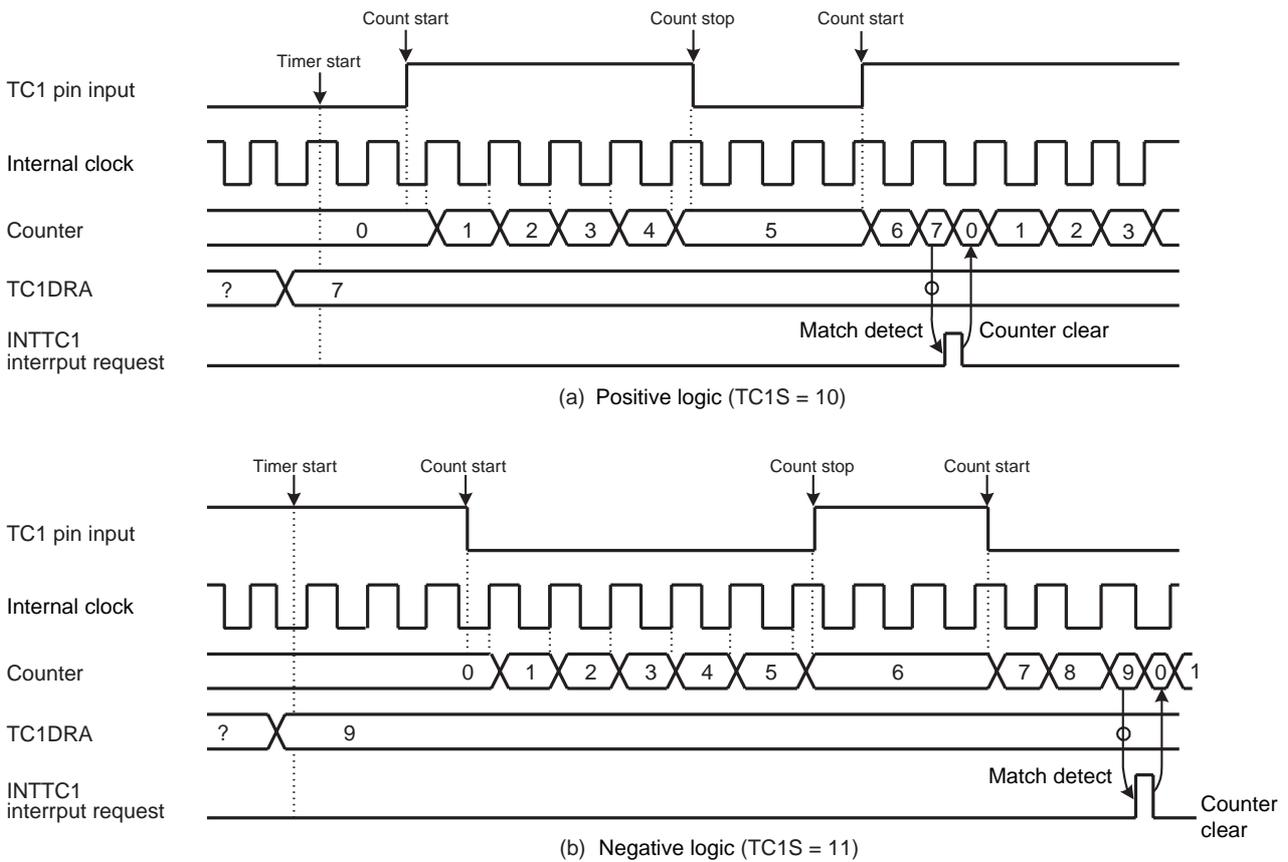 Count start Count stop Count start
Timer start
TC1 pin input
Internal clock
Counter 0 1 2 3 4 5 6 7 0 1 2 3
TC1DRA ? 7
INTTC1
interrput request
Match detect Counter clear
(a) Positive logic (TC1S = 10)
Timer start Count start Count stop Count start
TC1 pin input
Internal clock
Counter 0 1 2 3 4 5 6 7 8 9 0 1
TC1DRA ? 9
INTTC1
interrput request
Match detect
Counter
clear
(b) Negative logic (TC1S = 11)